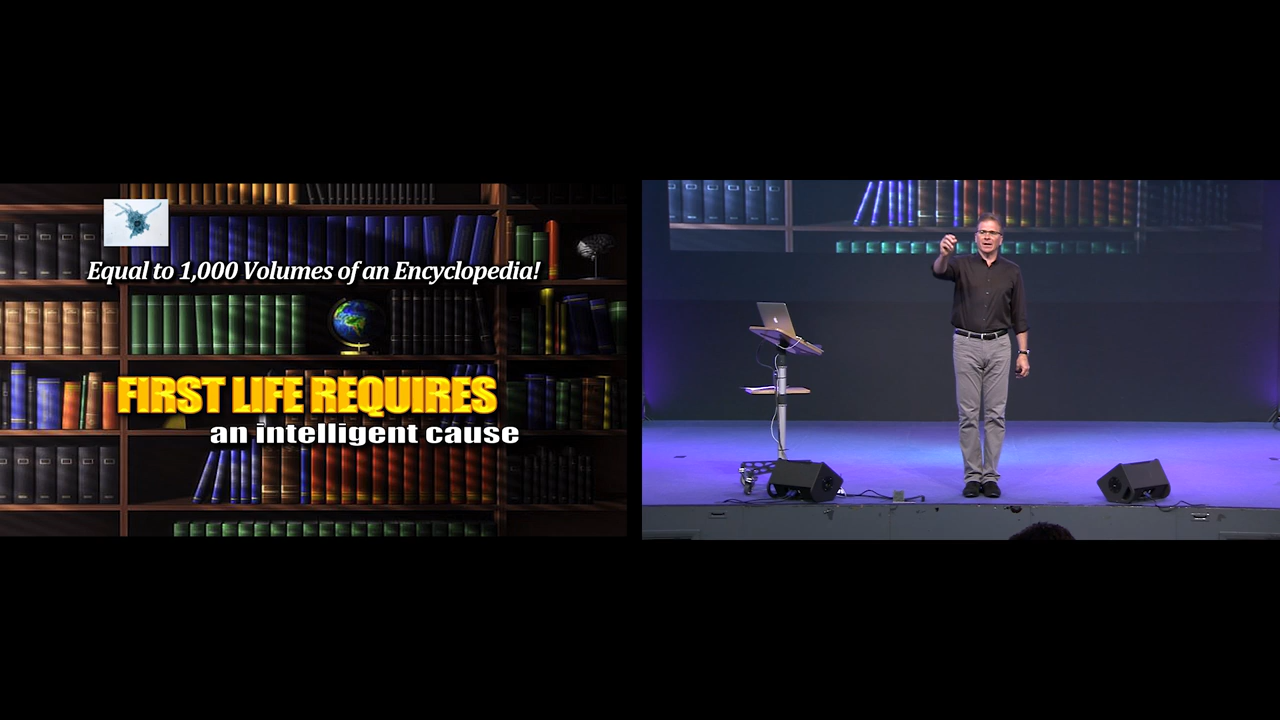 Equal to 1,000 Volumes of an Encyclopedia!
FIRST LIFE REQUIRES
an intelligent cause